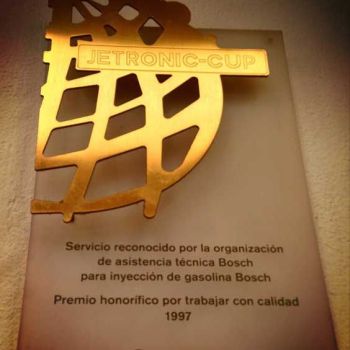 JETRONIC-CUP
Servicio reconocido por la organización
de asistencia técnica Bosch
para inyección de gasolina Bosch
Premio honorífico por trabajar con calidad
1997